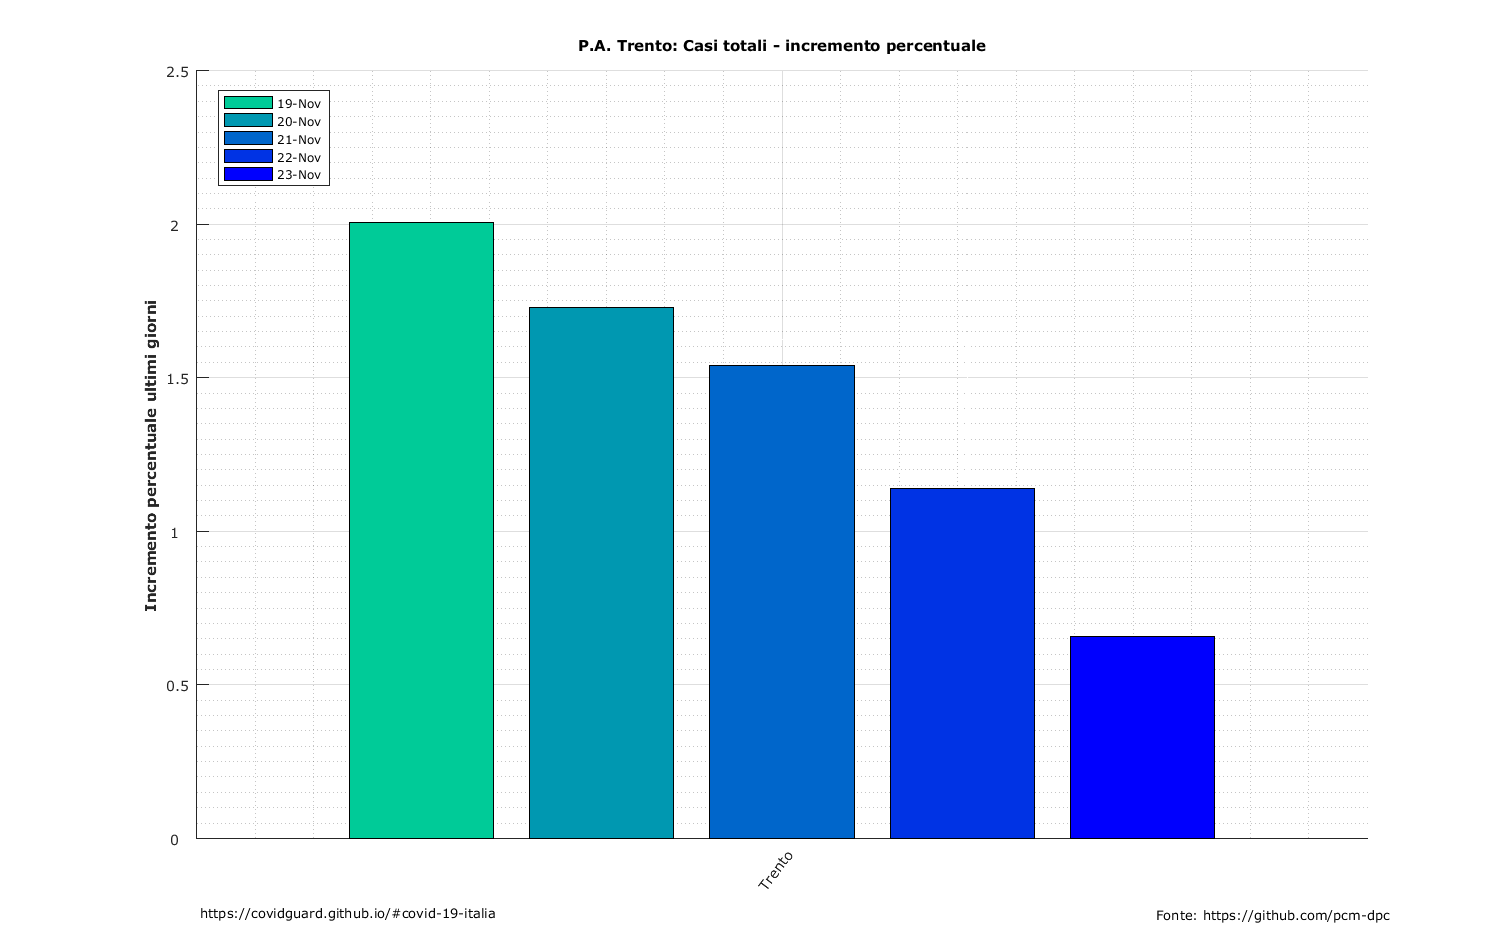 P.A. Trento: Casi totali - incremento percentuale
2.5
2
1.5
1
0.5
0
Incremento percentuale ultimi giorni
19-Nov
20-Nov
21-Nov
22-Nov
23-Nov
Trento
https://covidguard.github.io/#covid-19-italia
Fonte: https://github.com/pcm-dpc